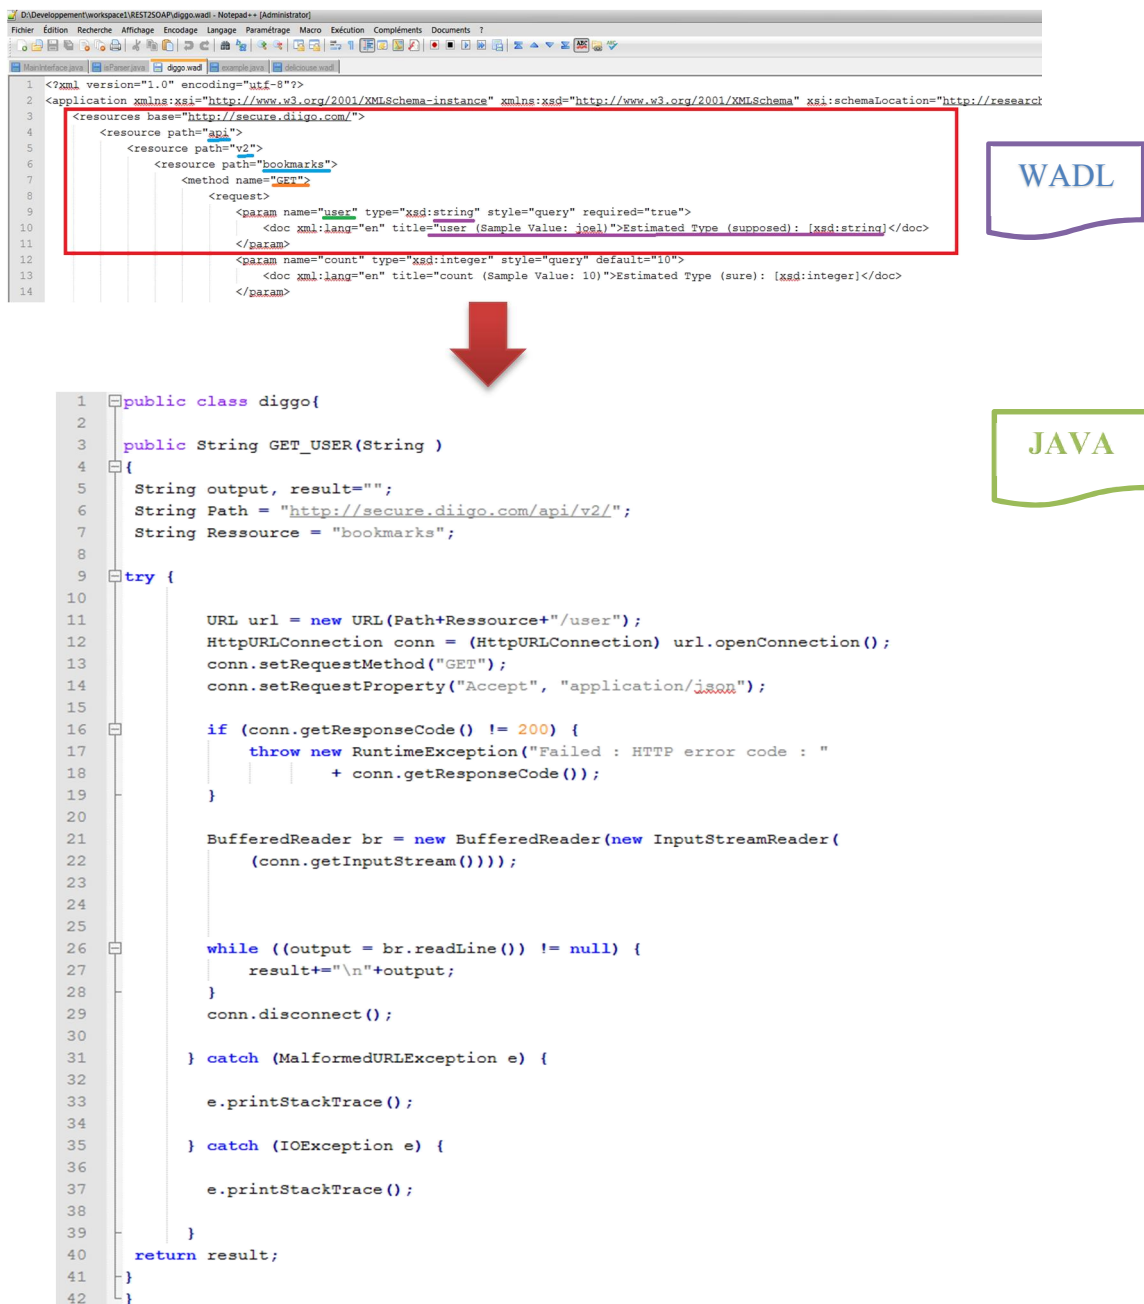 D:\Developpement\workspace1\REST2SOAP\diggo.wadl - Notepad++ [Administrator]
Fichier Édition Recherche Affichage Encodage Langage Paramétrage Macro Exécution Compléments Documents ?
MainInterface.java isParser.java diggo.wadl example.java deliciouse.wadl
1 <?xml version="1.0" encoding="utf-8"?>
2 <application xmlns:xsi="http://www.w3.org/2001/XMLSchema-instance" xmlns:xsd="http://www.w3.org/2001/XMLSchema" xsi:schemaLocation="http://research
3 <resources base="http://secure.diigo.com/">
4 <resource path="api">
5 <resource path="v2">
6 <resource path="bookmarks">
7 <method name="GET">
8 <request>
9 <param name="user" type="xsd:string" style="query" required="true">
10 <doc xml:lang="en" title="user (Sample Value: joel)">Estimated Type (supposed): [xsd:string]</doc>
11 </param>
12 <param name="count" type="xsd:integer" style="query" default="10">
13 <doc xml:lang="en" title="count (Sample Value: 10)">Estimated Type (sure): [xsd:integer]</doc>
14 </param>
WADL
JAVA
1 public class diggo{
2
3 public String GET_USER(String )
4 {
5 String output, result="";
6 String Path = "http://secure.diigo.com/api/v2/";
7 String Ressource = "bookmarks";
8
9 try {
10
11 URL url = new URL(Path+Ressource+"/user");
12 HttpURLConnection conn = (HttpURLConnection) url.openConnection();
13 conn.setRequestMethod("GET");
14 conn.setRequestProperty("Accept", "application/json");
15
16 if (conn.getResponseCode() != 200) {
17 throw new RuntimeException("Failed : HTTP error code : "
18 + conn.getResponseCode());
19 }
20
21 BufferedReader br = new BufferedReader(new InputStreamReader(
22 (conn.getInputStream())));
23
24
25
26 while ((output = br.readLine()) != null) {
27 result+="\n"+output;
28 }
29 conn.disconnect();
30
31 } catch (MalformedURLException e) {
32
33 e.printStackTrace();
34
35 } catch (IOException e) {
36
37 e.printStackTrace();
38
39 }
40 return result;
41 }
42 }